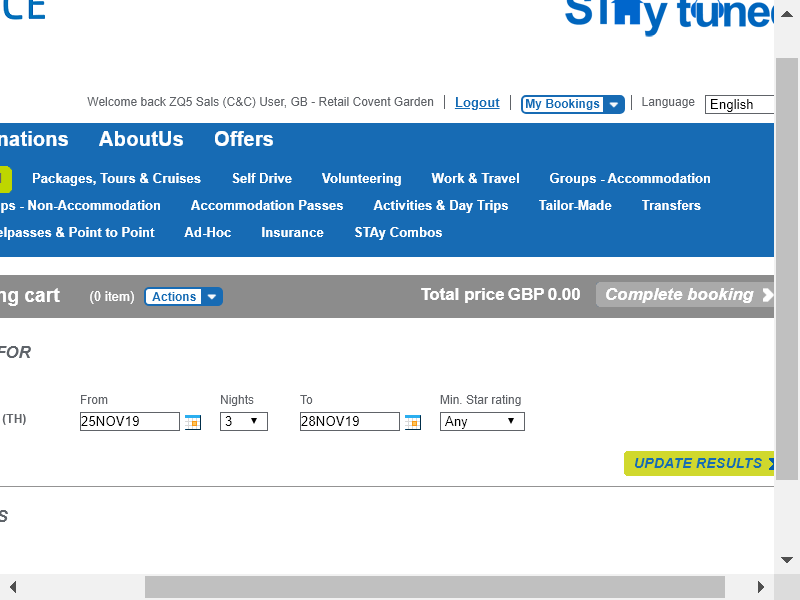 CE
STAy tuned
Welcome back ZQ5 Sals (C&C) User, GB - Retail Covent Garden | Logout | My Bookings | Language English
nations AboutUs Offers
Packages, Tours & Cruises Self Drive Volunteering Work & Travel Groups - Accommodation
ps - Non-Accommodation Accommodation Passes Activities & Day Trips Tailor-Made Transfers
elpasses & Point to Point Ad-Hoc Insurance STAy Combos
ng cart (0 item) Actions Total price GBP 0.00 Complete booking
FOR
From Nights To Min. Star rating
(TH) 25NOV19 3 28NOV19 Any
UPDATE RESULTS
S